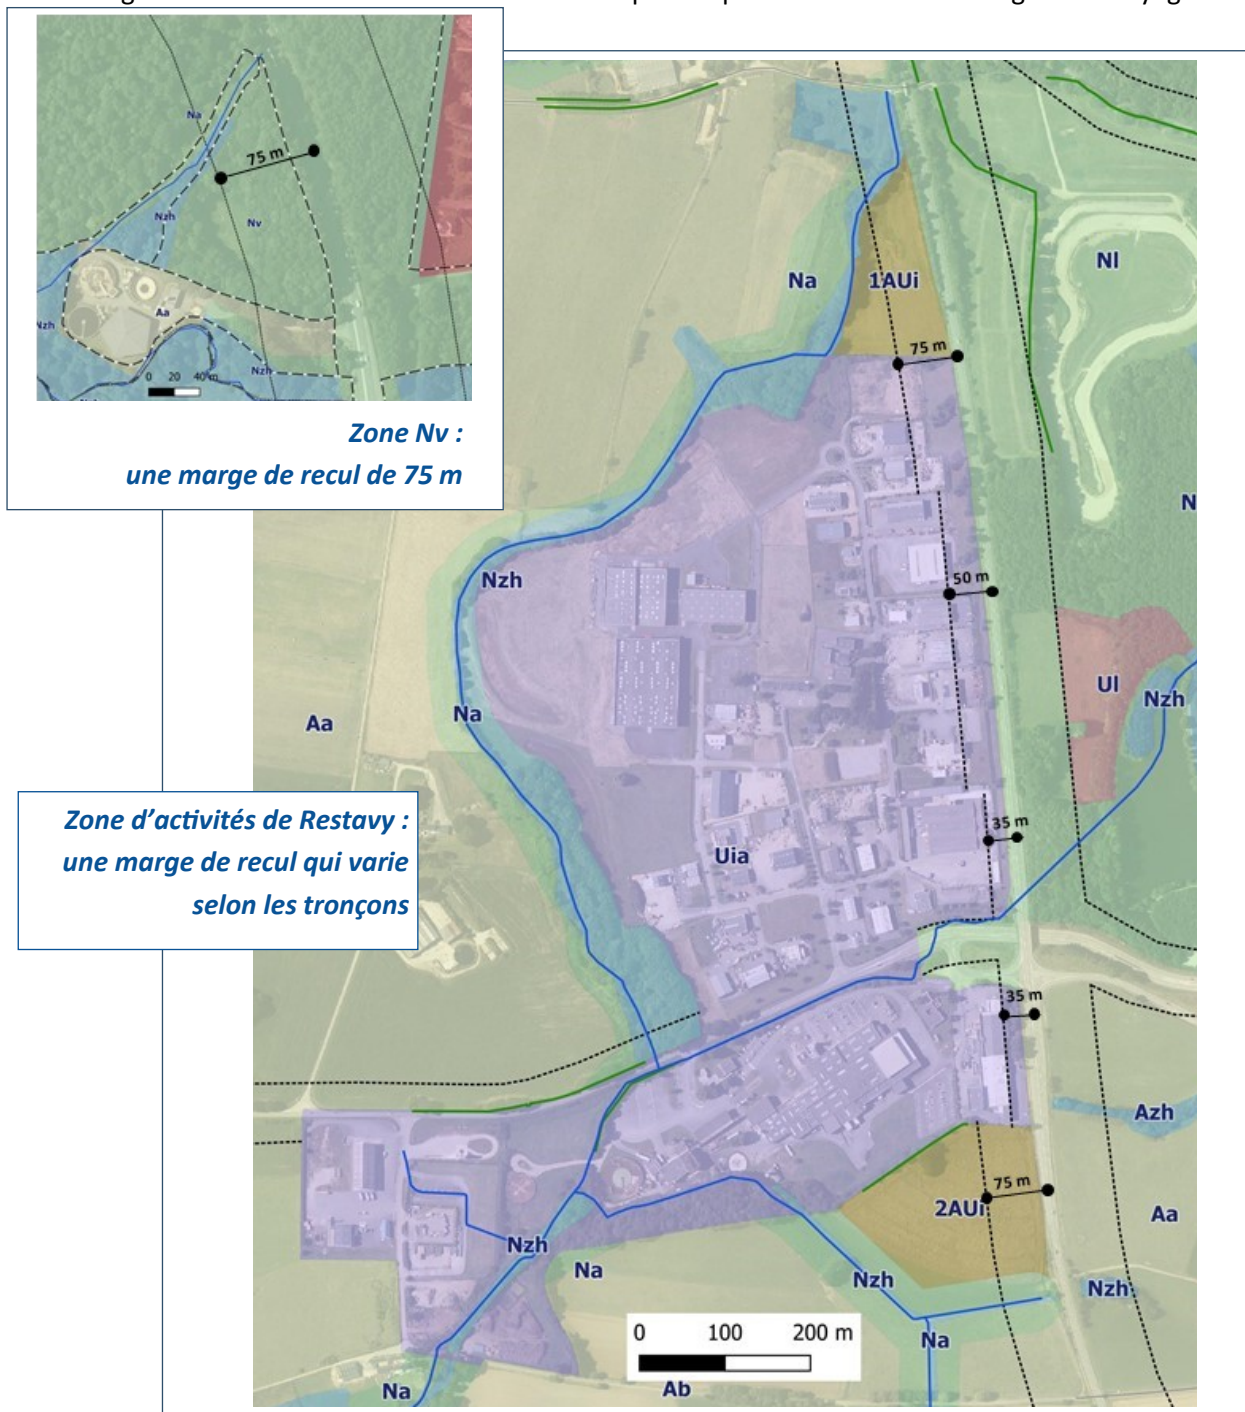 Na
75 m
Nzh
Nv
Aa
Nzh
Nzh
0 20 40 m
Zone Nv :
une marge de recul de 75 m
Na
1AUi
Nl
75 m
N
Nzh
50 m
Ul
Nzh
Aa
Na
Zone d’activités de Restavy :
une marge de recul qui varie
selon les tronçons
35 m
Uia
35 m
Azh
75 m
2AUi
Aa
Nzh
Na
Nzh
Nzh
0 100 200 m
Na
Na
Ab